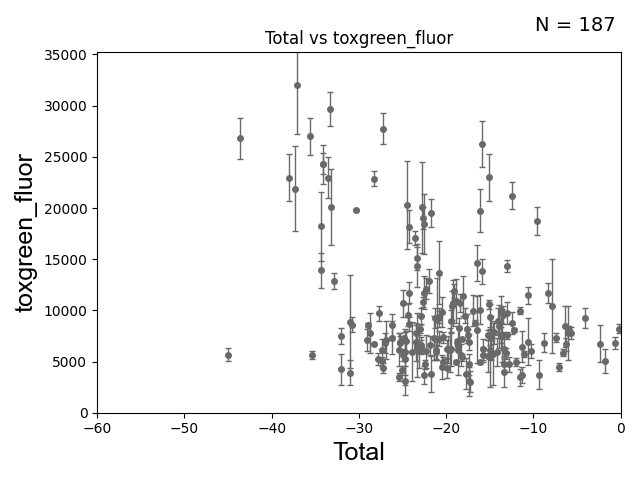 N = 187
Total vs toxgreen_fluor
35000
30000
25000
20000
15000
10000
5000
0
toxgreen_fluor
−60 −50 −40 −30 −20 −10 0
Total